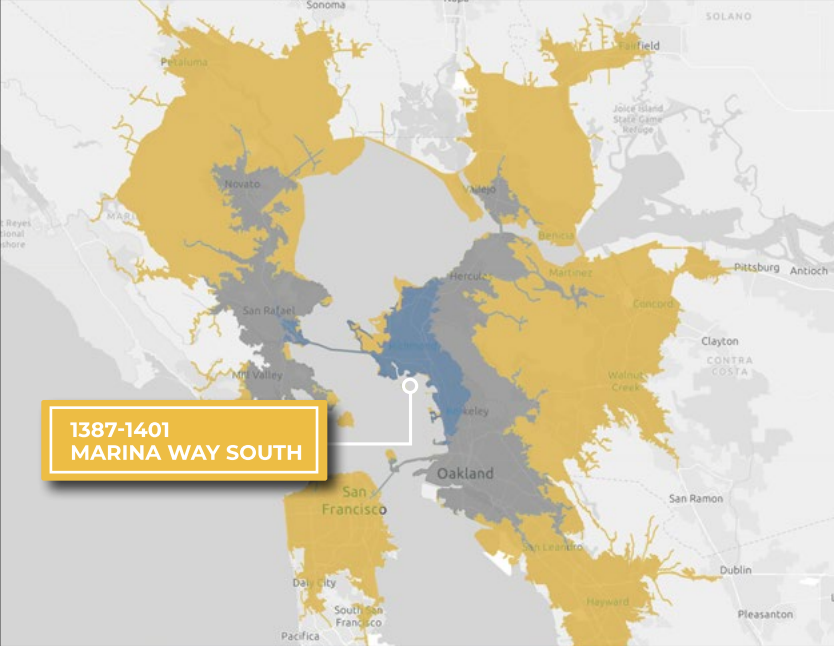 Sonoma
SOLANO
Fairfield
Petaluma
Joice Island
State Game
Refuge
Novato
Vallejo
Benicia
Hercul
Martinez
Pittsburg
Antioch
San Rafael
Concord
Clayton
CONTRA
COSTA
Mill Valley
Walnut
Creek
1387-1401
MARINA WAY SOUTH
keley
Oakland
San
Francisco
San Ramon
San Leandro
Dublin
Daly City
Hayward
South San
Francisco
Pleasanton
Pacifica